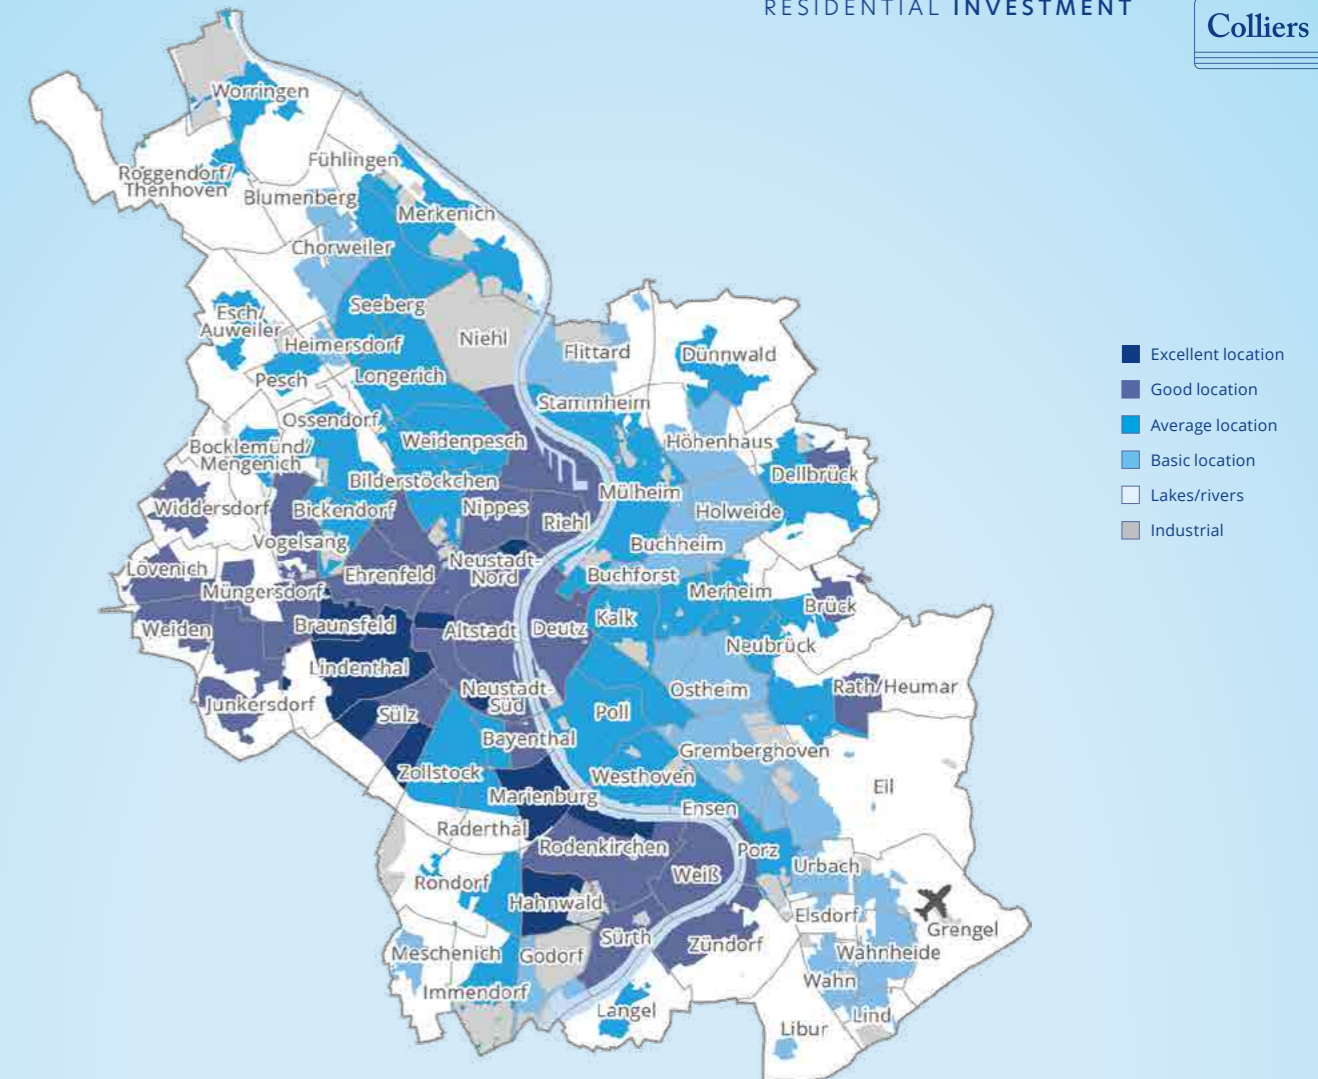 RESIDENTIAL INVESTMENT
Colliers
Worringen
Fühlingen
Roggendorf/
Thenhoven
Blumenberg
Merkenich
Chorweiler
Seeberg
Esch/
Auweiler
Heimersdorf
Niehl
Flittard
Dünnwald
Pesch
Longerich
Stammheim
Ossendorf
Bocklemünd/
Mengenich
Weidenpesch
Höhenhaus
Dellbrück
Bilderstöckchen
Mülheim
Widdersdorf
Bickendorf
Nippes
Riehl
Holweide
Vogelsang
Buchheim
Lövenich
Ehrenfeld
Neustadt-
Nord
Buchforst
Müngersdorf
Merheim
Brück
Weiden
Braunsfeld
Altstadt
Deutz
Kalk
Neubrück
Lindenthal
Junkersdorf
Sülz
Neustadt-
Süd
Poll
Ostheim
Rath/Heumar
Bayenthal
Gremberghoven
Zollstock
Westhoven
Eil
Marienburg
Ensen
Raderthal
Rodenkirchen
Porz
Urbach
Rondorf
Weiß
Hahnwald
Elsdorf
Grengel
Sürth
Zündorf
Meschenich
Godorf
Wahnheide
Wahn
Immendorf
Langel
Libur
Lind
Excellent location
Good location
Average location
Basic location
Lakes/rivers
Industrial